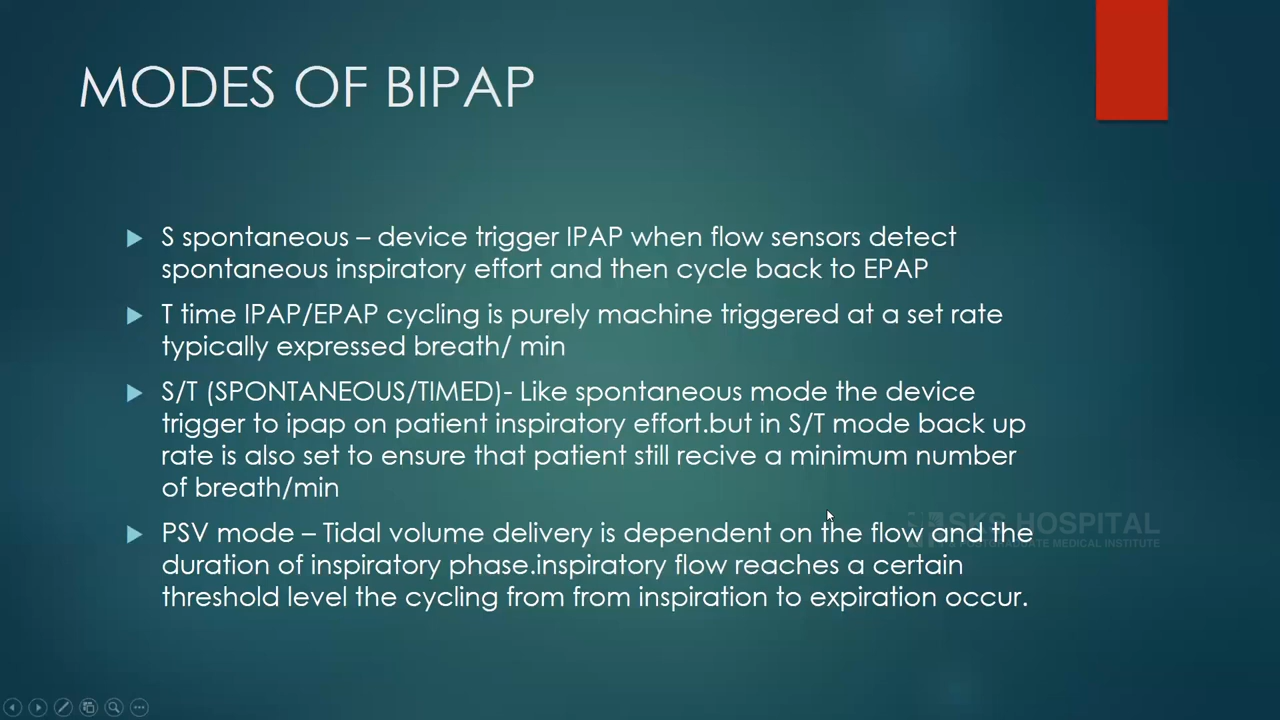 MODES OF BIPAP
S spontaneous – device trigger IPAP when flow sensors detect
spontaneous inspiratory effort and then cycle back to EPAP
T time IPAP/EPAP cycling is purely machine triggered at a set rate
typically expressed breath/ min
S/T (SPONTANEOUS/TIMED)- Like spontaneous mode the device
trigger to ipap on patient inspiratory effort.but in S/T mode back up
rate is also set to ensure that patient still recive a minimum number
of breath/min
PSV mode – Tidal volume delivery is dependent on the flow and the
duration of inspiratory phase.inspiratory flow reaches a certain
threshold level the cycling from from inspiration to expiration occur.
SKS HOSPITAL
POSTGRADUATE MEDICAL INSTITUTE